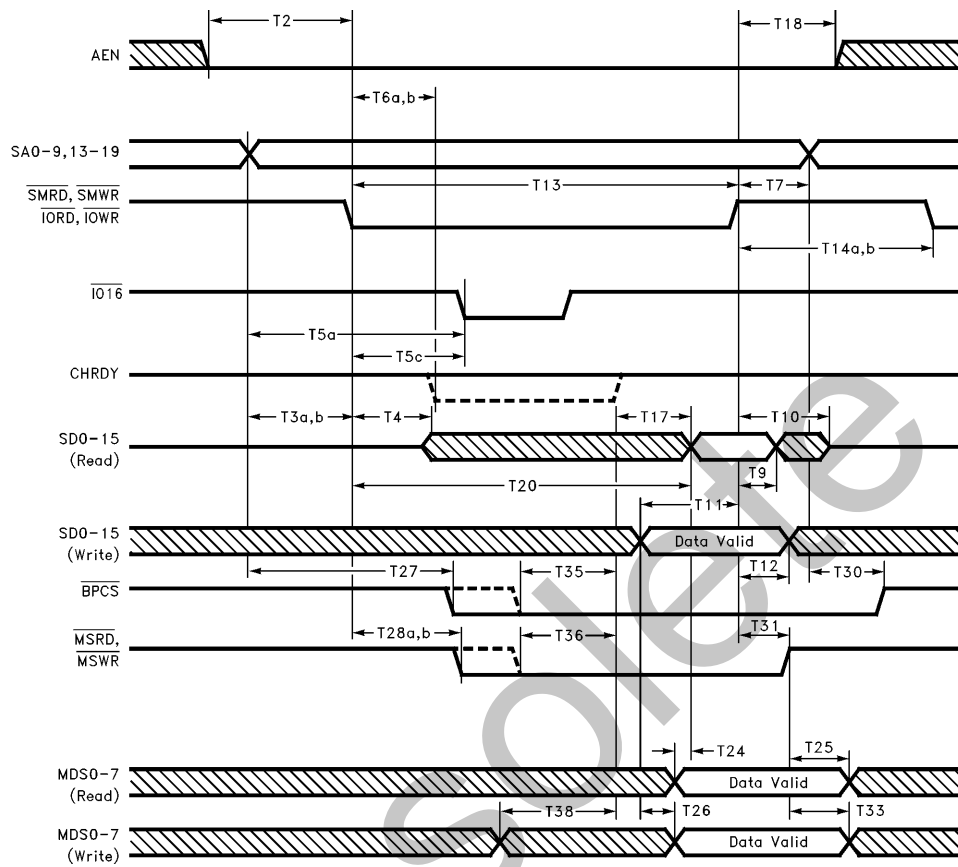 T2
T18
AEN
T6a,b
SA0-9,13-19
T13
T7
SMRD, SMWR
IORD, IOWR
T14a,b
IO16
T5a
T5c
CHRDY
T3a,b
T4
T17
T10
SD0-15
(Read)
T9
T20
T11
SD0-15
(Write)
Data Valid
T12
T27
T35
T30
BPCS
T28a,b
T36
T31
MSRD,
MSWR
T24
T25
MDS0-7
(Read)
Data Valid
T38
T26
T33
MDS0-7
(Write)
Data Valid
solete